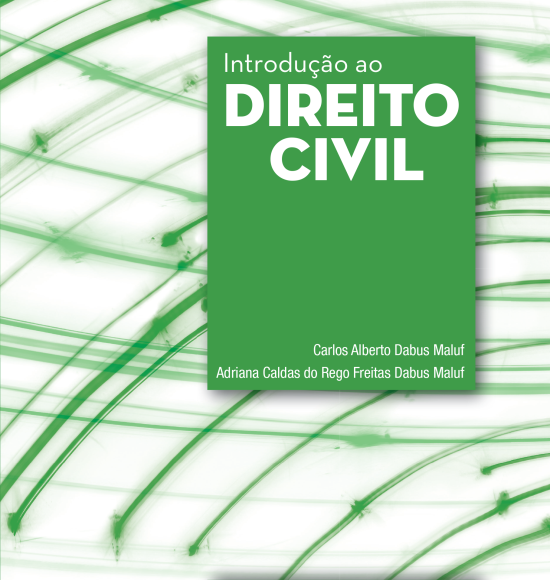 Introdução ao
DIREITO
CIVIL
Carlos Alberto Dabus Maluf
Adriana Caldas do Rego Freitas Dabus Maluf